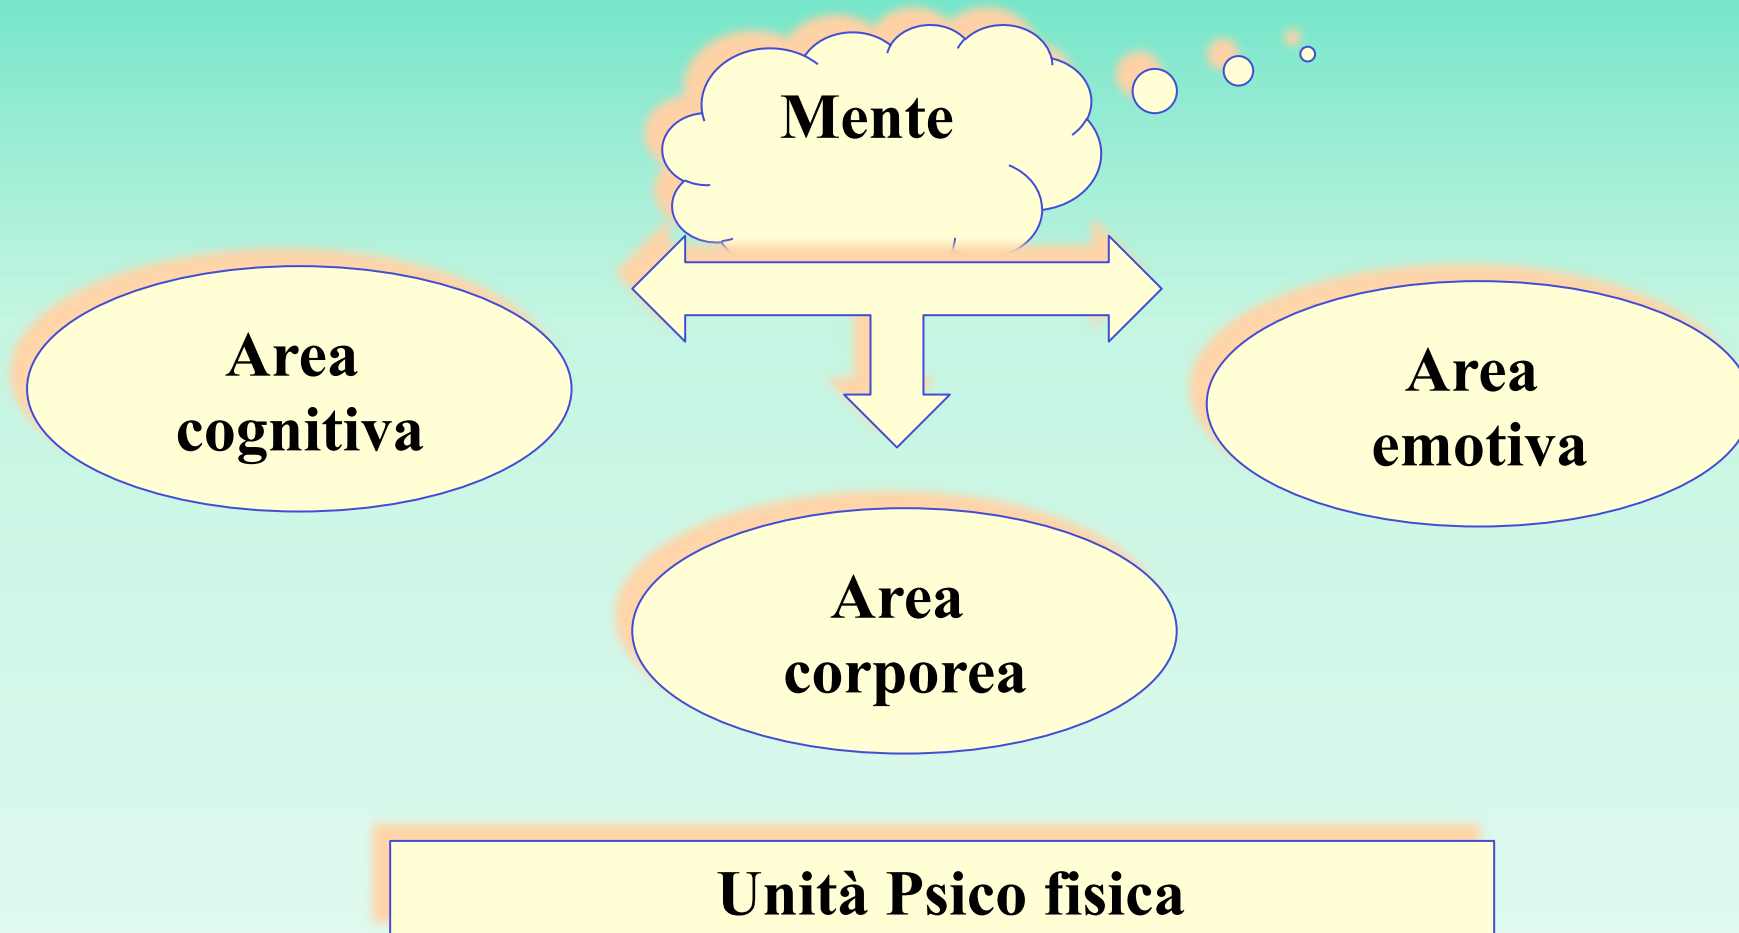 Mente
Area
cognitiva
Area
emotiva
Area
corporea
Unità Psico fisica